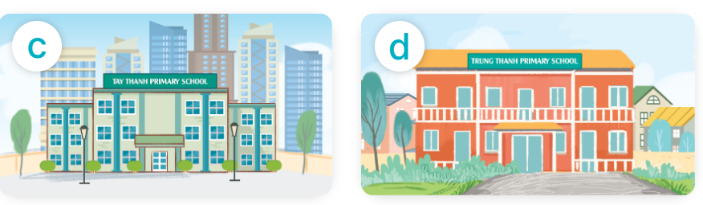 c
TAY THANH PRIMARY SCHOOL
d
TRUNG THANH PRIMARY SCHOOL